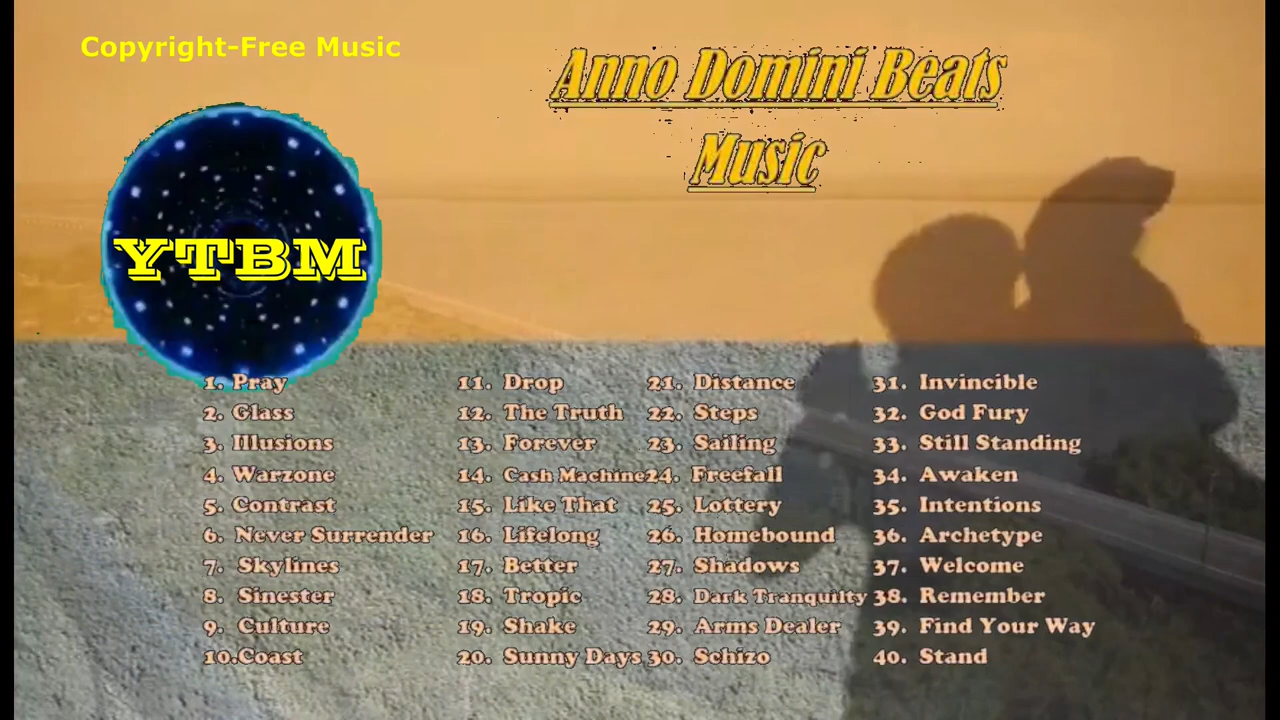 Copyright-Free Music
Anno Domini Beats
Music
YTBM
1. Pray
2. Glass
3. Illusions
4. Warzone
5. Contrast
6. Never Surrender
7. Skylines
8. Sinester
9. Culture
10.Coast
11. Drop
12. The Truth
13. Forever
14. Cash Machine
15. Like That
16. Lifelong
17. Better
18. Tropic
19. Shake
20. Sunny Days
21. Distance
22. Steps
23. Sailing
24. Freefall
25. Lottery
26. Homebound
27. Shadows
28. Dark Tranquilty
29. Arms Dealer
30. Schizo
31. Invincible
32. God Fury
33. Still Standing
34. Awaken
35. Intentions
36. Archetype
37. Welcome
38. Remember
39. Find Your Way
40. Stand